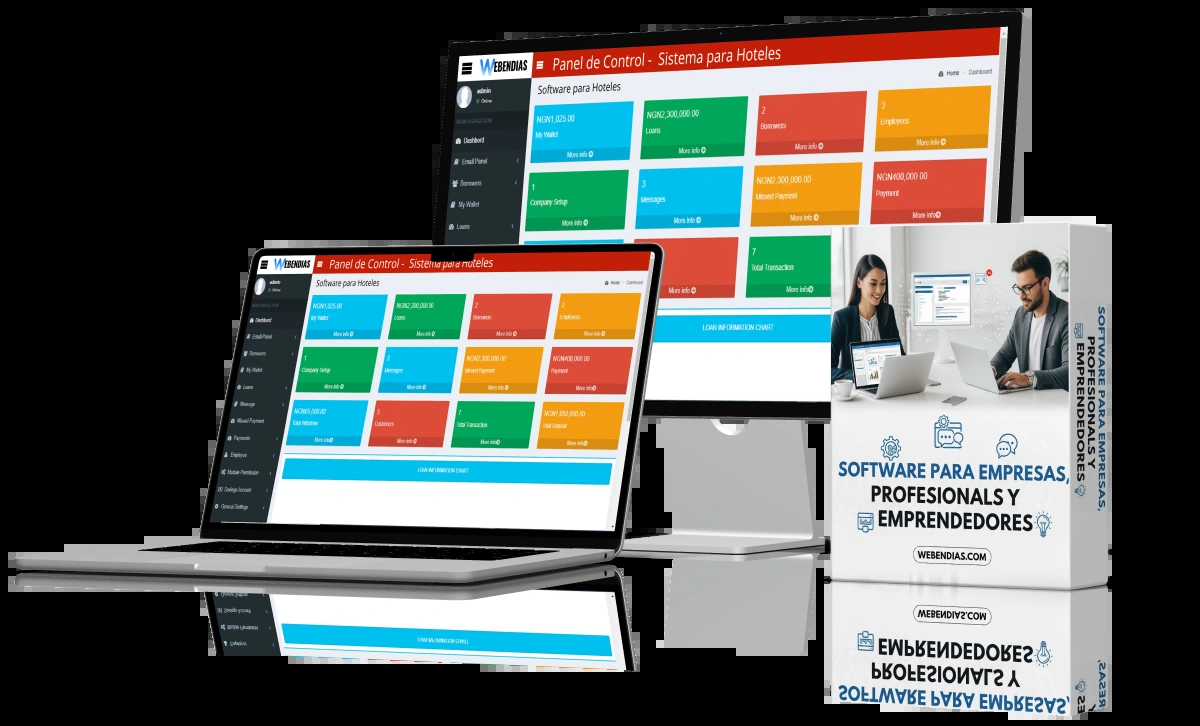 WEBENDIAS
Panel de Control - Sistema para Hoteles
admin
Online
Software para Hoteles
Home
Dashboard
MAIN NAVIGATION
Dashbord
Email Panel
Borrowers
My Wallet
Loans
NGN1,025.00
My Wallet
More info
NGN2,300,000.00
Loans
More info
2
Borrowers
More info
3
Employees
More info
1
Company Setup
More info
3
Messages
More info
NGN2,300,000.00
Missed Payment
More info
NGN400,000.00
Payment
More info
More info
7
Total Transaction
More info
LOAN INFORMATION CHART
WEBENDIAS
Panel de Control - Sistema para Hoteles
admin
Online
Software para Hoteles
Home
Dashboard
Dashboard
Email Panel
Borrowers
My Wallet
Loans
Message
Missed Payment
Payments
Employee
Module Permission
Savings Account
General Settings
NGN1,025.00
My Wallet
More info
NGN2,300,000.00
Loans
More info
2
Borrowers
More info
3
Employees
More info
1
Company Setup
More info
3
Messages
More info
NGN2,300,000.00
Missed Payment
More info
NGN400,000.00
Payment
More info
Total Withdraw
More info
3
Customers
More info
7
Total Transaction
More info
NGN1,050,000.00
Total Deposit
More info
LOAN INFORMATION CHART
SOFTWARE PARA EMPRESAS,
PROFESIONALS Y
EMPRENDEDORES
WEBENDIAS.COM
SOFTWARE PARA EMPRESAS,
PROFESIONALS Y
EMPRENDEDORES